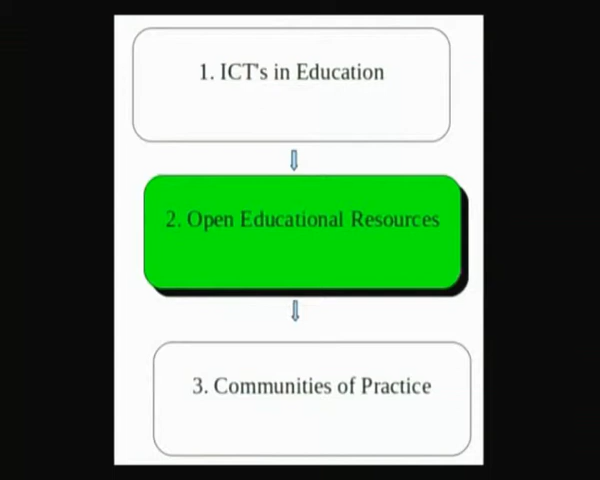 1. ICT's in Education
2. Open Educational Resources
3. Communities of Practice